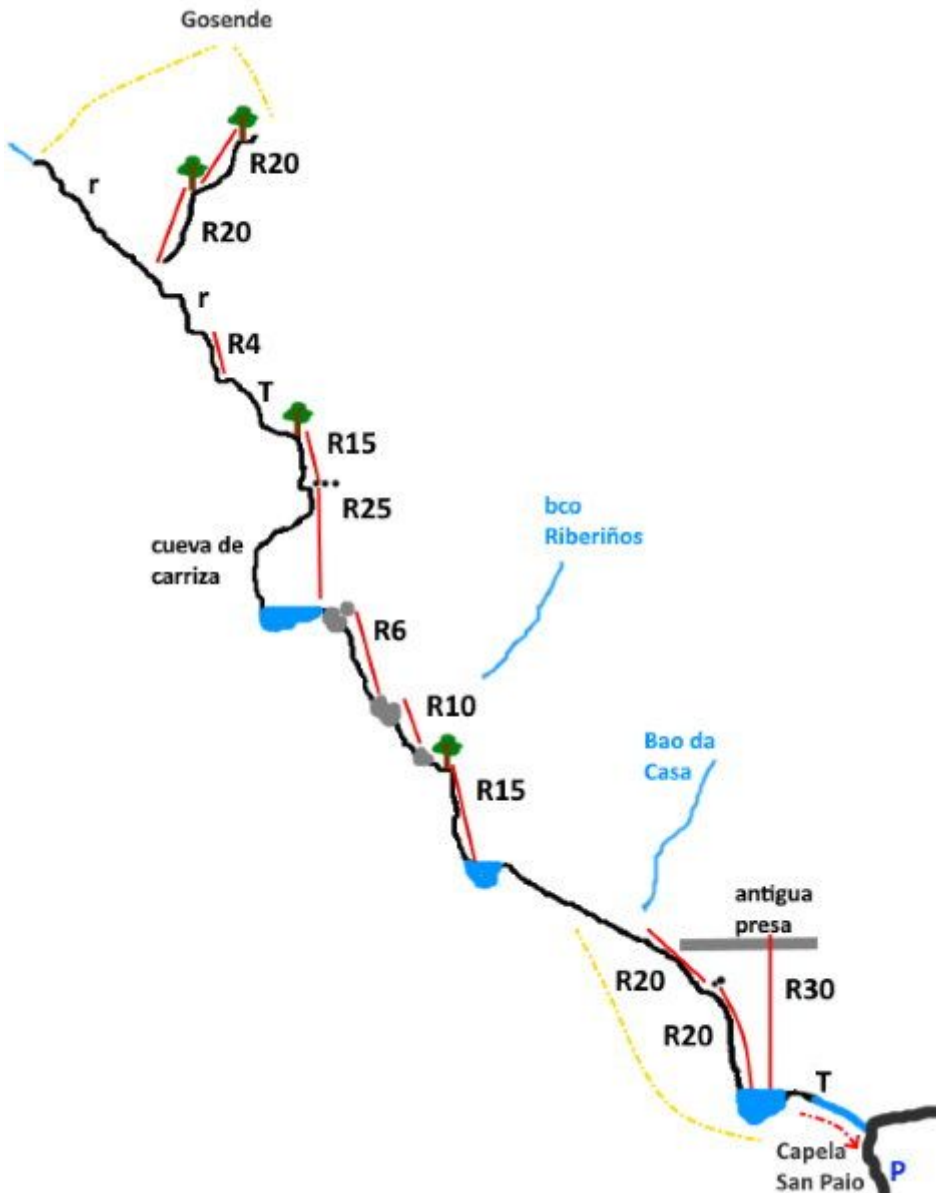 Gosende
r
R20
R20
r
R4
T
R15
R25
cueva de
carriza
bco
Riberiños
R6
R10
Bao da
Casa
R15
antigua
presa
R20
R30
R20
T
Capela
San Paio
P